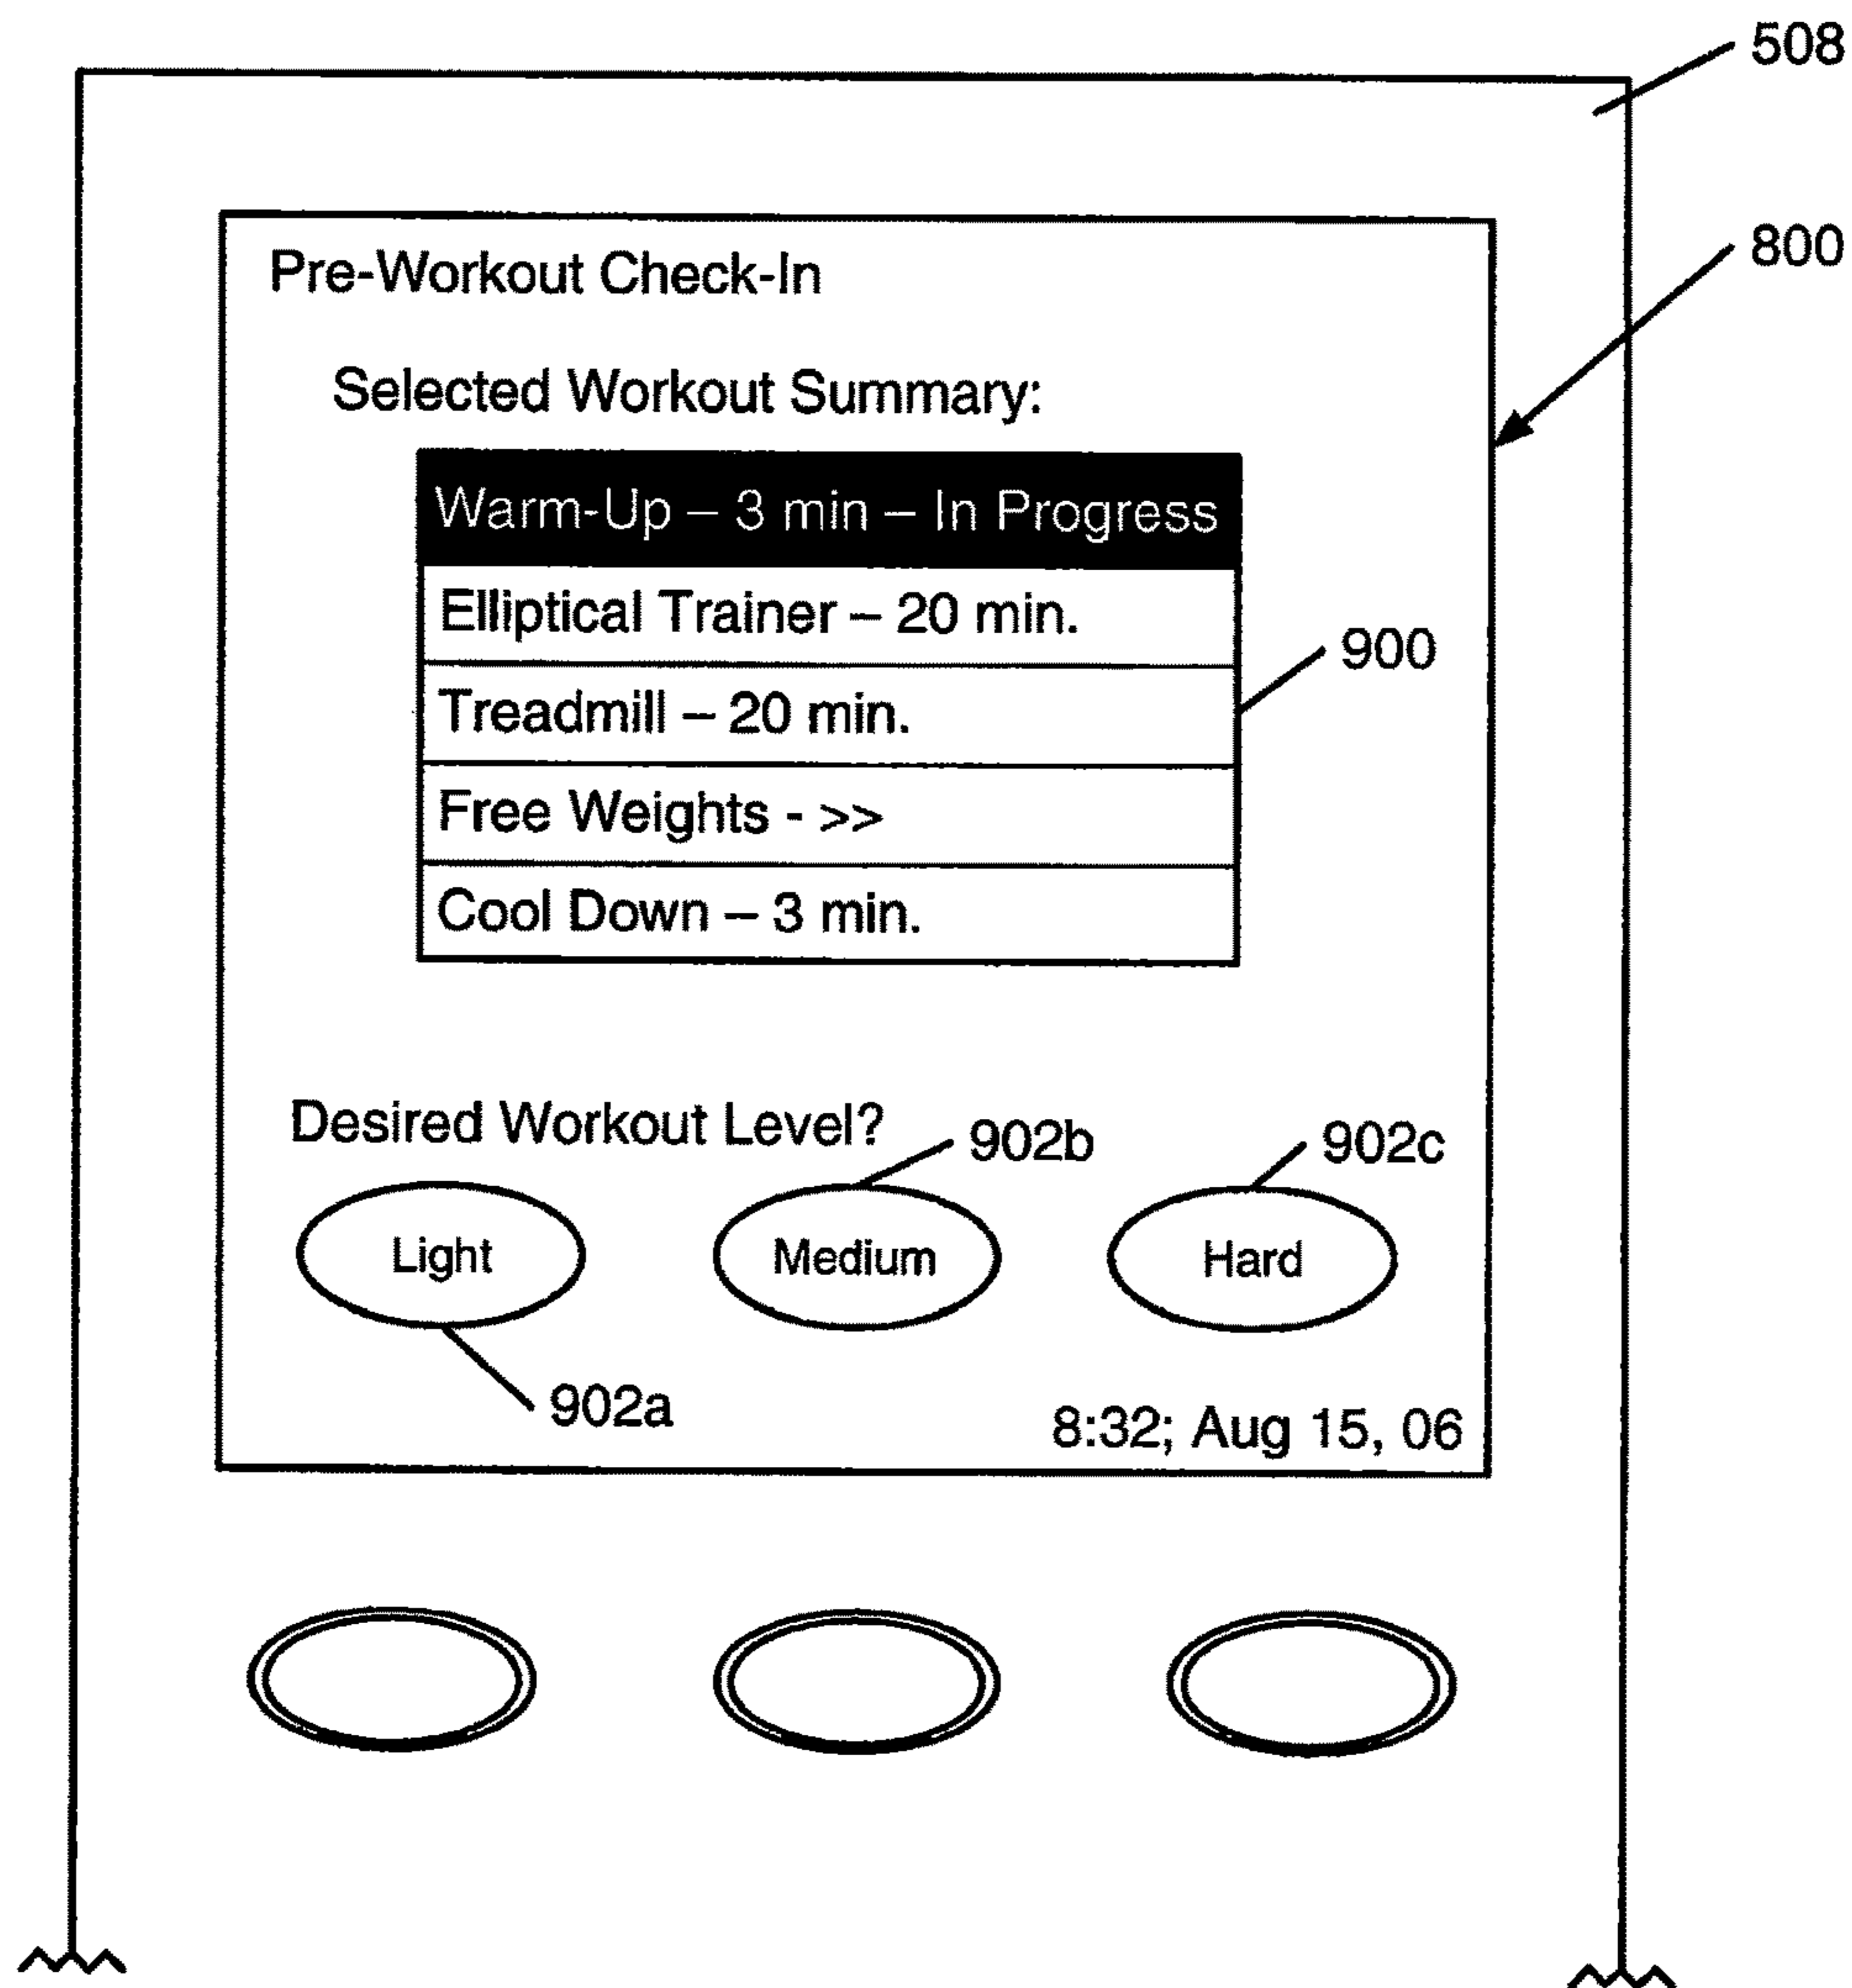 508
800
Pre-Workout Check-In
Selected Workout Summary:
Warm-Up – 3 min – In Progress
Elliptical Trainer – 20 min.
900
Treadmill – 20 min.
Free Weights - >>
Cool Down – 3 min.
Desired Workout Level?
902b
902c
Light
Medium
Hard
902a
8:32; Aug 15, 06